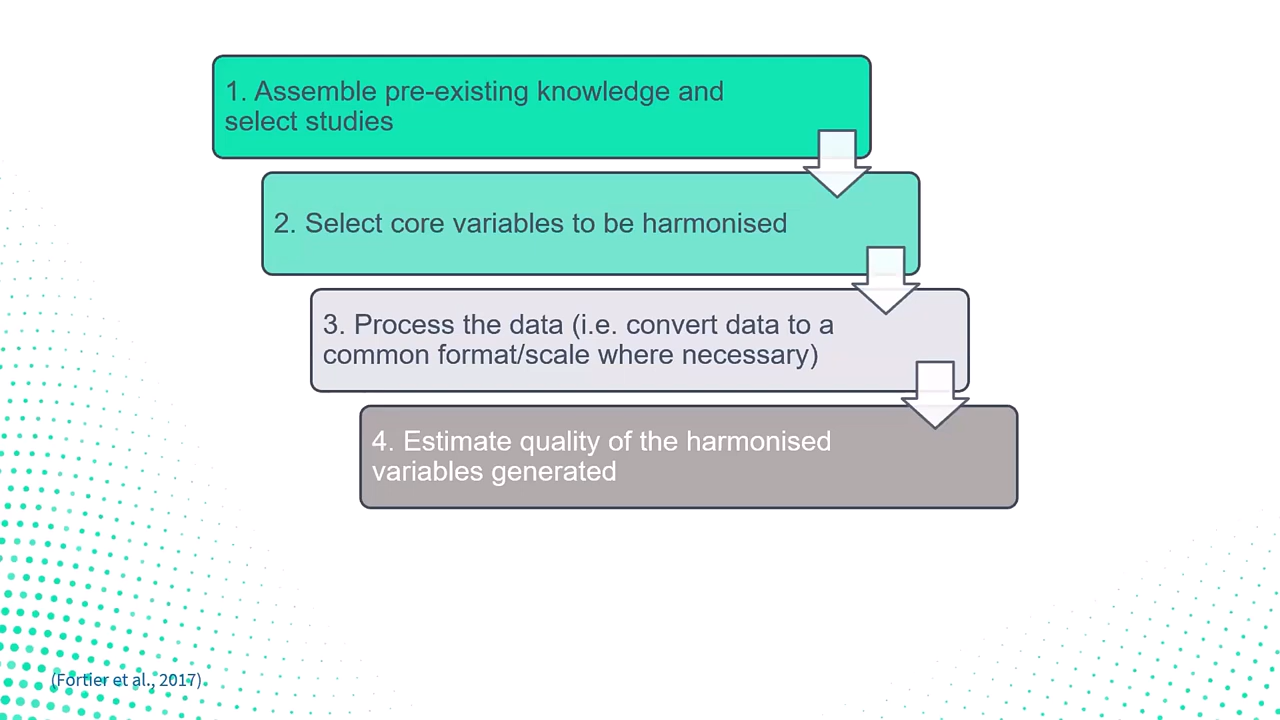 1. Assemble pre-existing knowledge and
select studies
2. Select core variables to be harmonised
3. Process the data (i.e. convert data to a
common format/scale where necessary)
4. Estimate quality of the harmonised
variables generated
(Fortier et al., 2017)